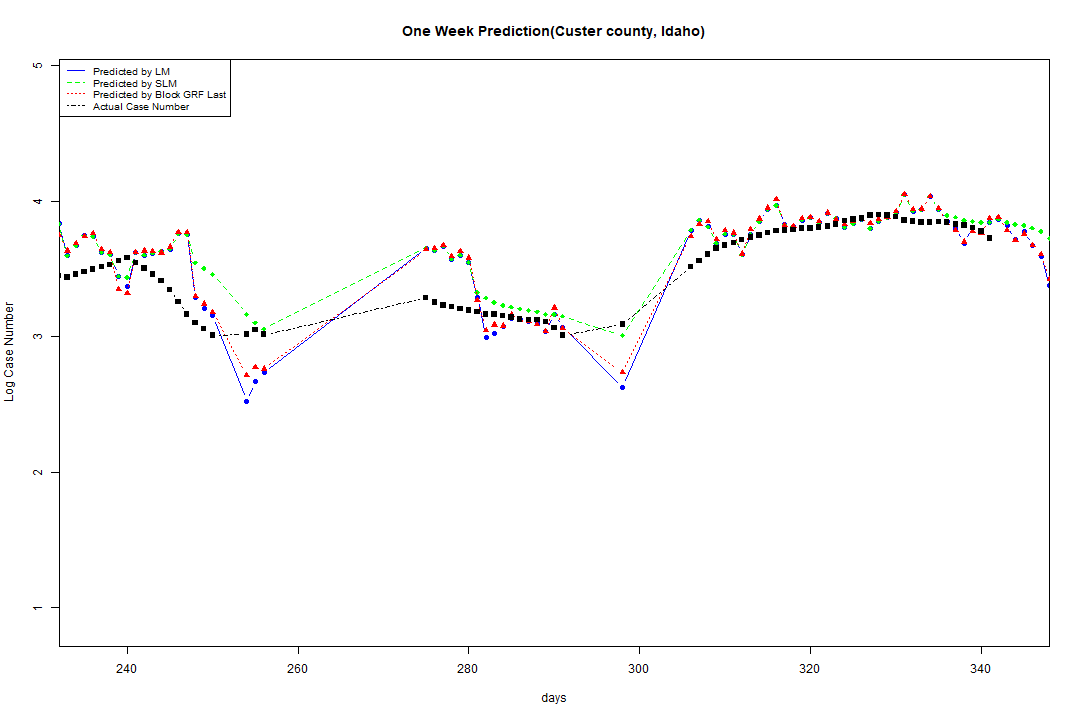 One Week Prediction(Custer county, Idaho)
Predicted by LM
Predicted by SLM
Predicted by Block GRF Last
Actual Case Number
5
4
3
2
1
Log Case Number
240 260 280 300 320 340
days